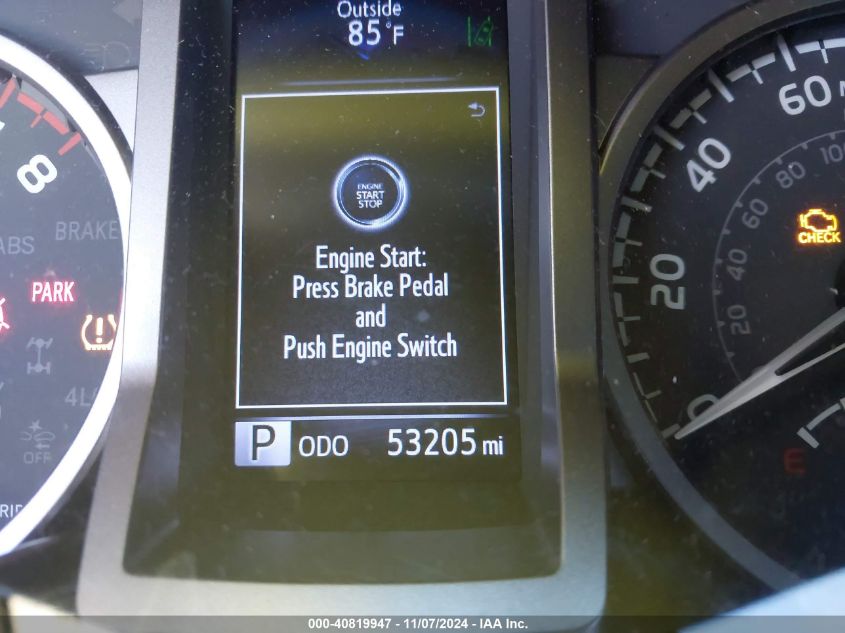 Outside
85°F
ENGINE
START
STOP
Engine Start:
Press Brake Pedal
and
Push Engine Switch
P ODO 53205 mi
8
ABS BRAKE
PARK
OFF
60
40
20
0
100
80
60
40
20
CHECK
E
000-40819947 - 11/07/2024 - IAA Inc.